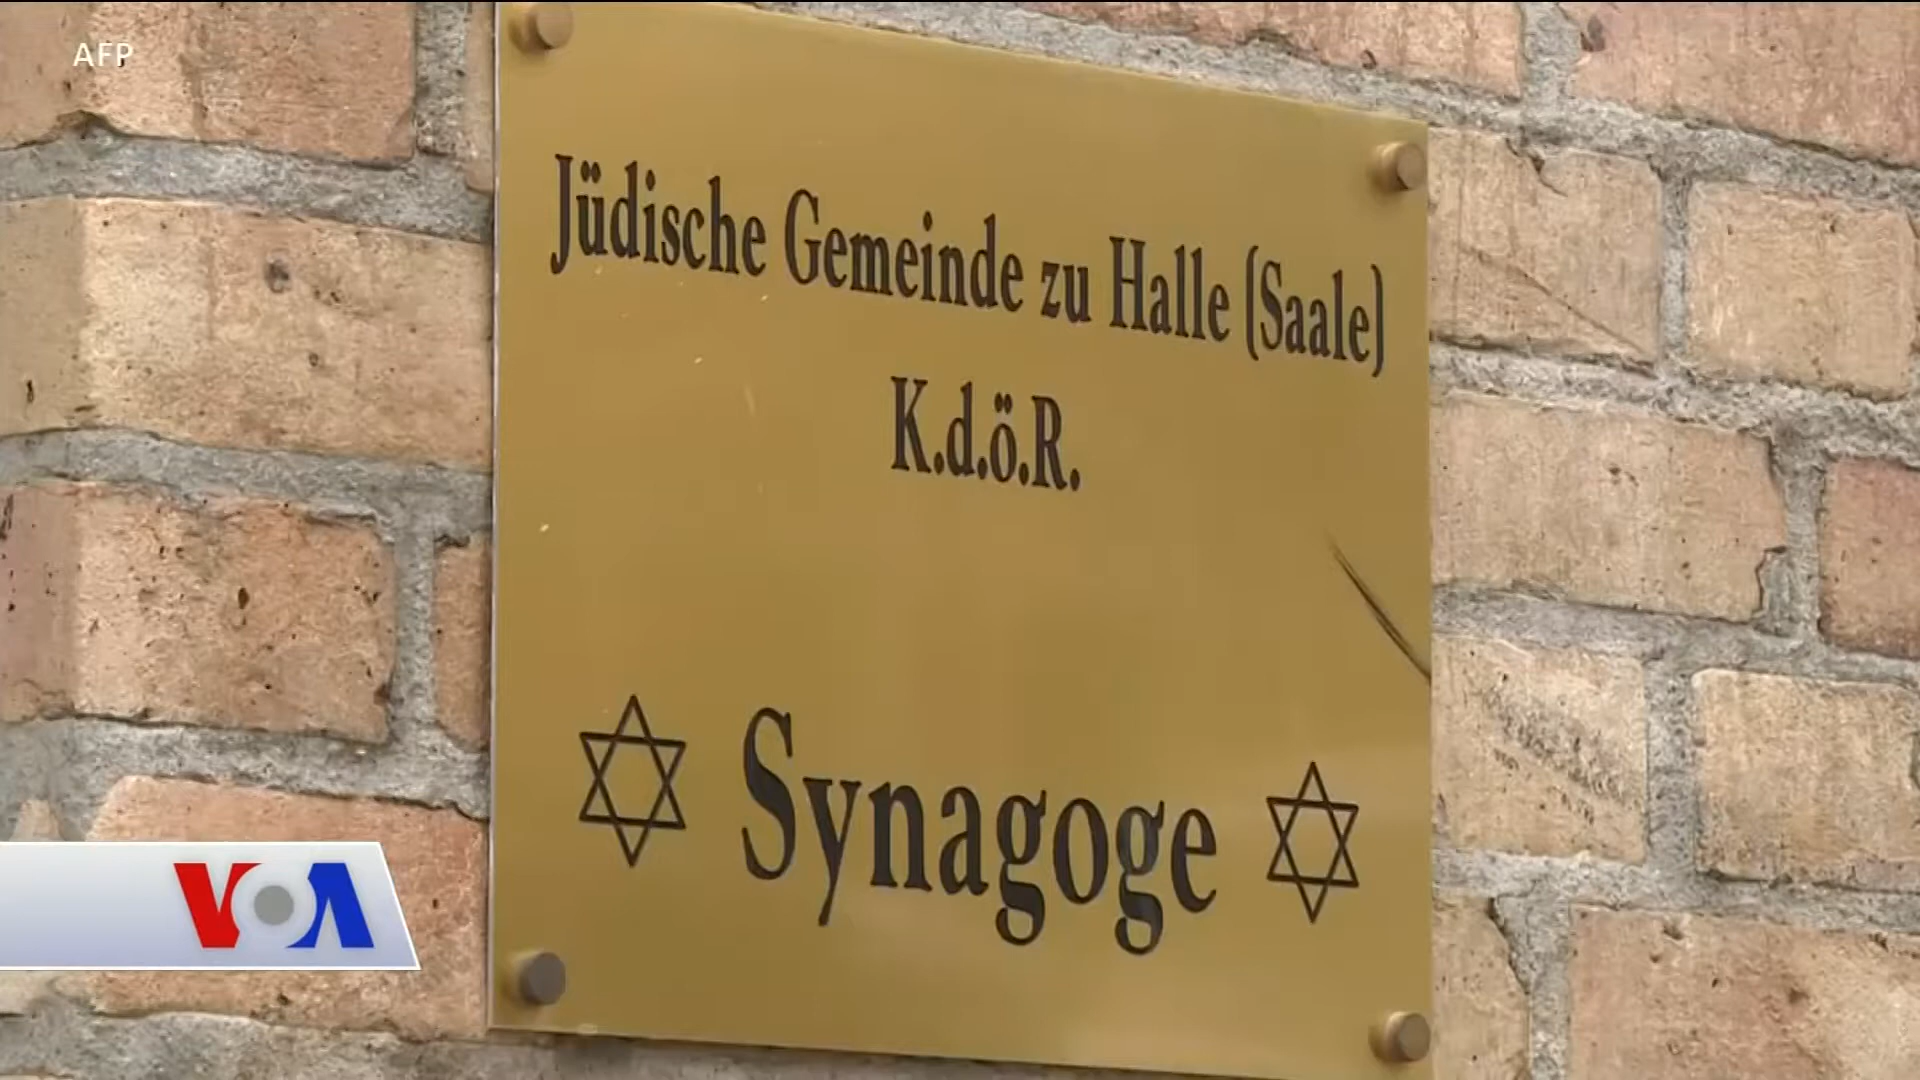 AFP
Jüdische Gemeinde zu Halle (Saale)
K.d.ö.R.
Synagoge
VOA